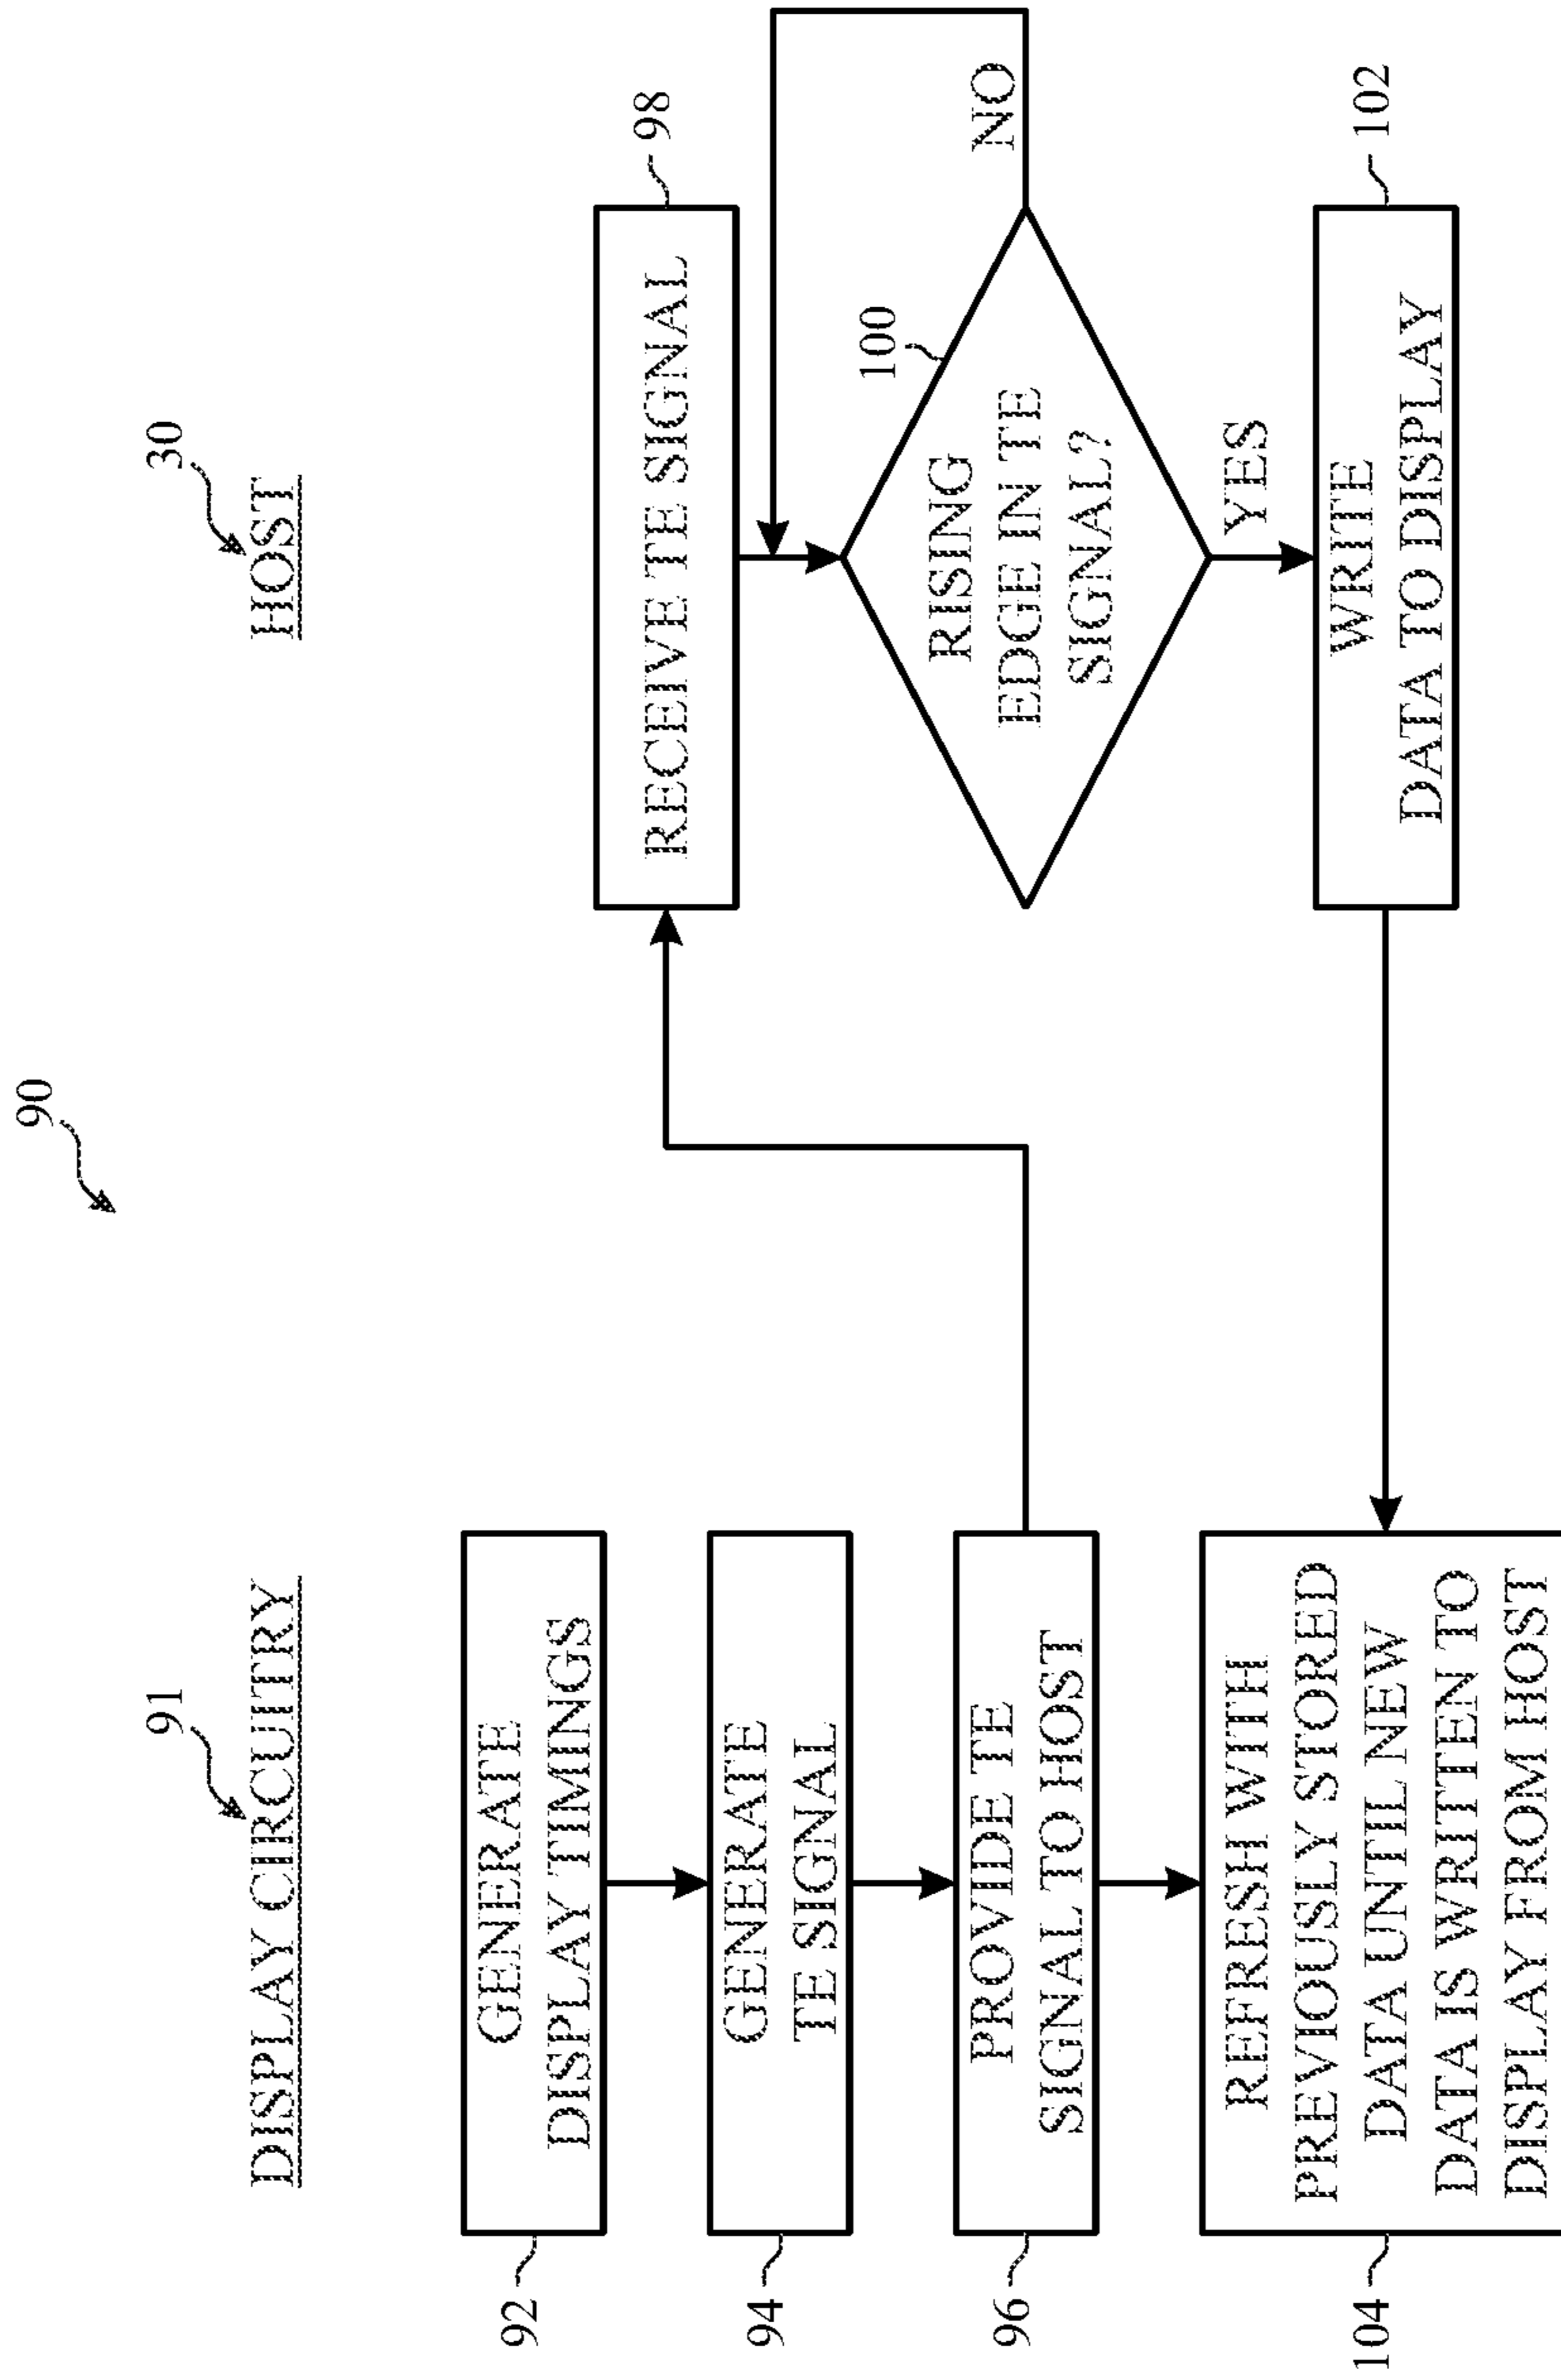 90
91
DISPLAY CIRCUITRY
30
HOST
92
GENERATE
DISPLAY TIMINGS
94
GENERATE
TE SIGNAL
96
PROVIDE TE
SIGNAL TO HOST
104
REFRESH WITH
PREVIOUSLY STORED
DATA UNTIL NEW
DATA IS WRITTEN TO
DISPLAY FROM HOST
RECEIVE TE SIGNAL
98
100
RISING
EDGE IN TE
SIGNAL?
NO
YES
WRITE
DATA TO DISPLAY
102